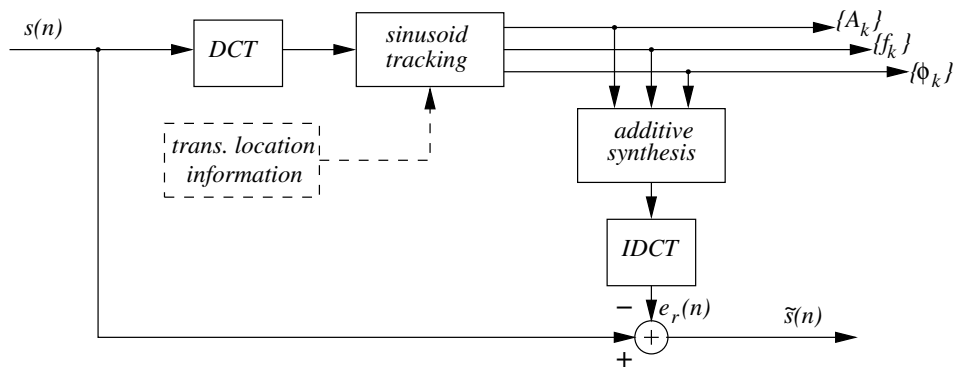 s(n)
DCT
sinusoid
tracking
{A_k}
{f_k}
{ϕ_k}
trans. location
information
additive
synthesis
IDCT
−
e_r(n)
s̃(n)
+
+